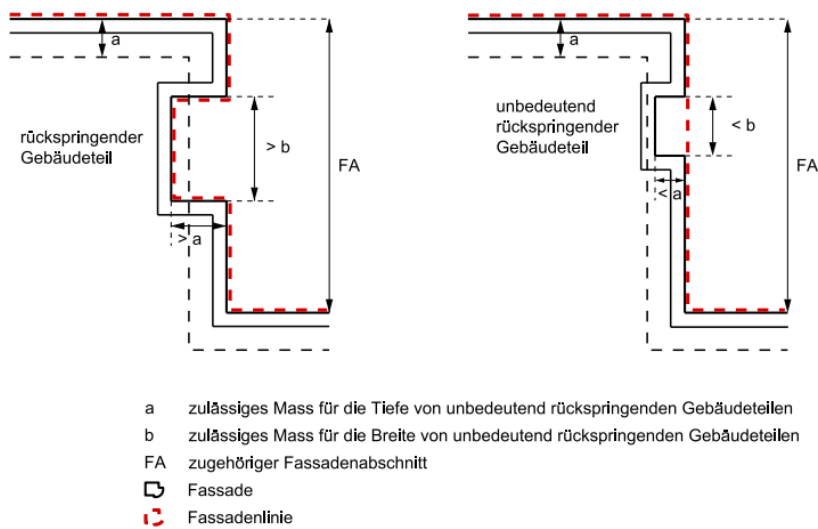 a
rückspringender
Gebäudeteil
> b
FA
> a
a
unbedeutend
rückspringender
Gebäudeteil
< b
FA
< a
a zulässiges Mass für die Tiefe von unbedeutend rückspringenden Gebäudeteilen
b zulässiges Mass für die Breite von unbedeutend rückspringenden Gebäudeteilen
FA zugehöriger Fassadenabschnitt
Fassade
Fassadenlinie